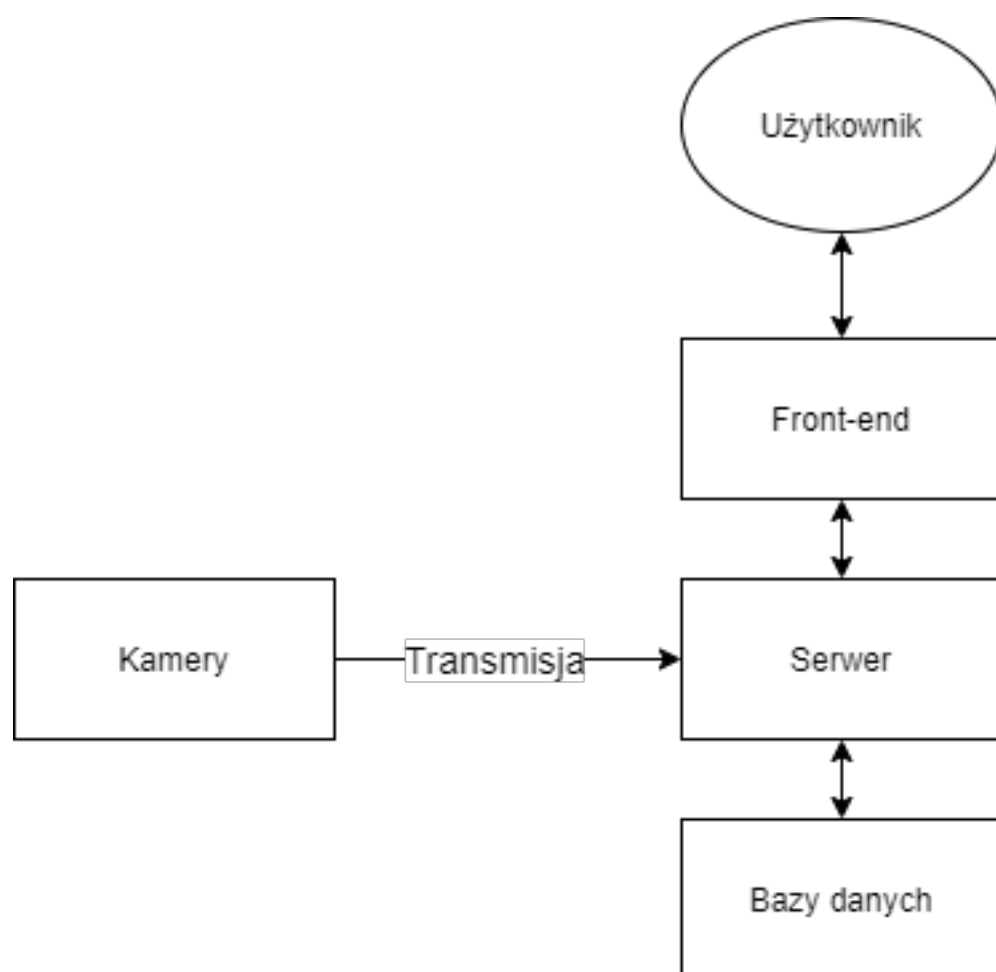 Użytkownik
Front-end
Kamery
Transmisja
Serwer
Bazy danych